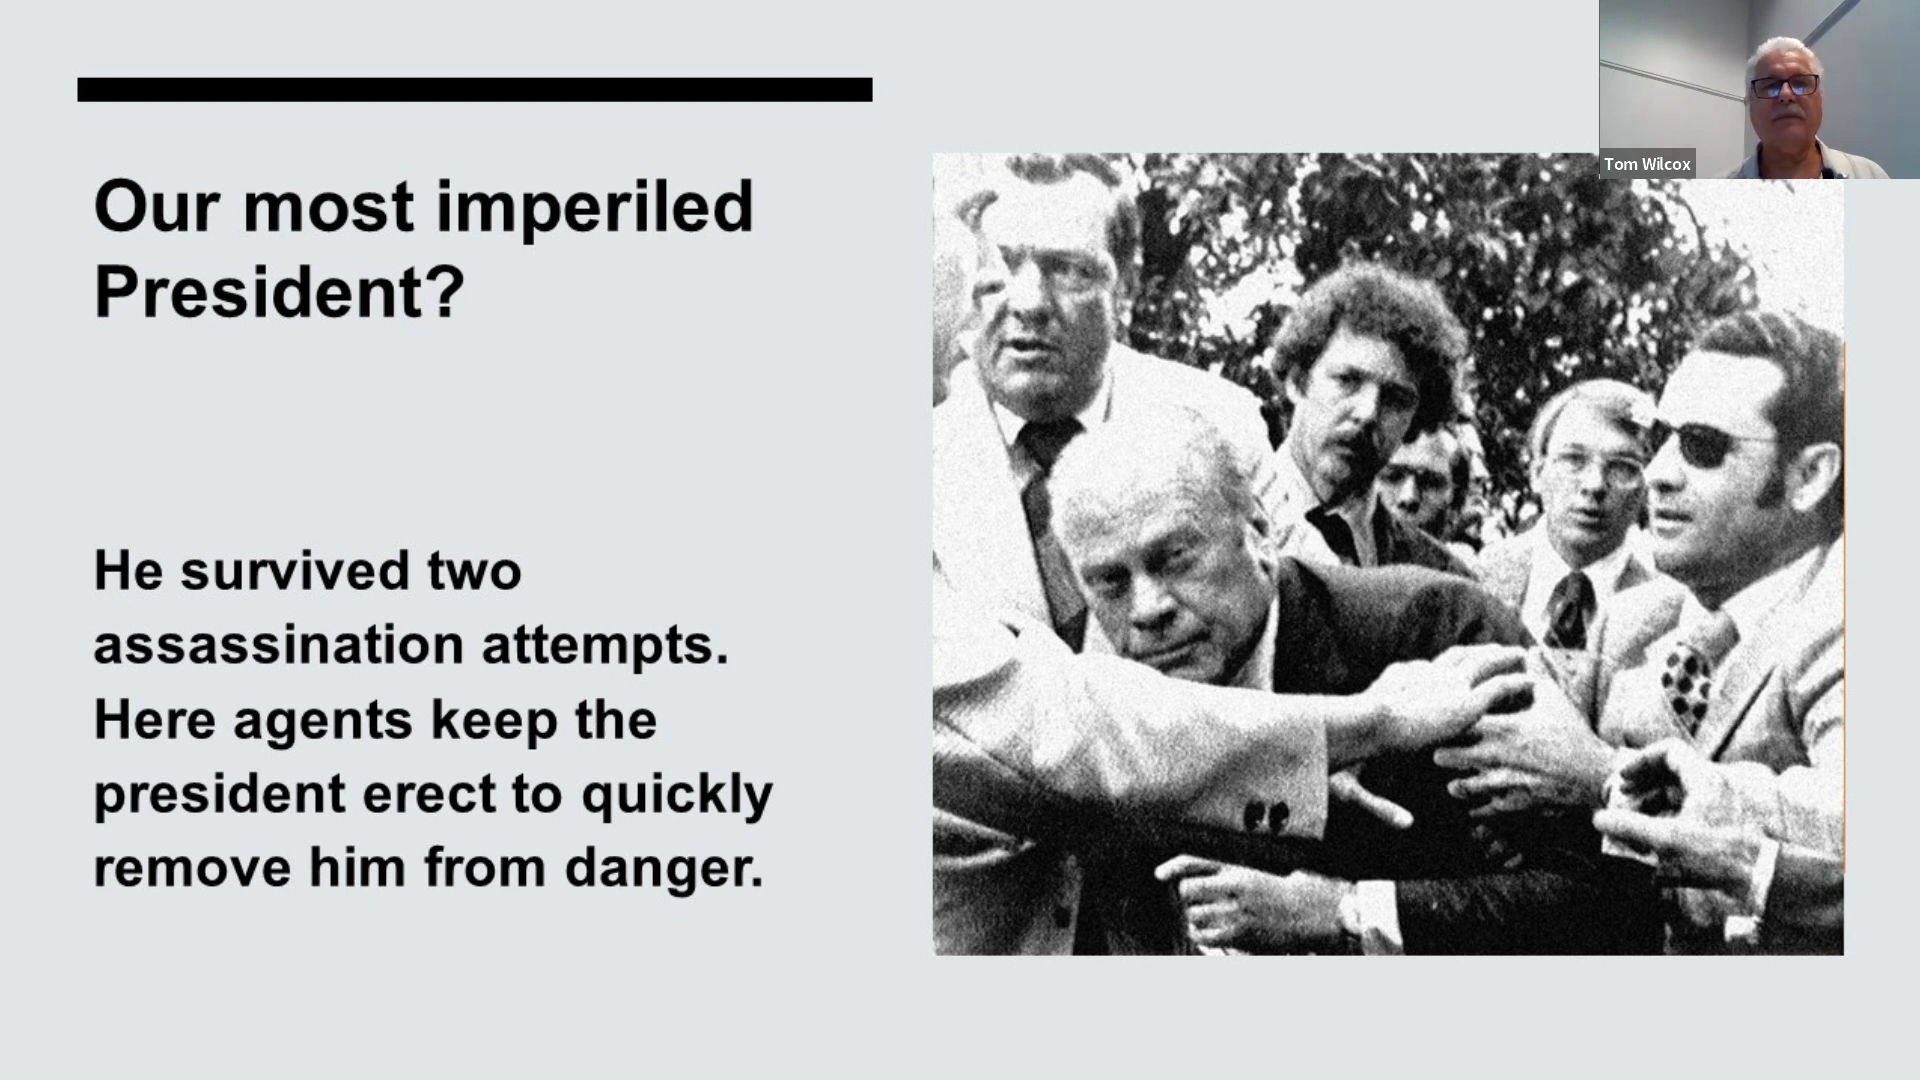 Our most imperiled
President?
He survived two
assassination attempts.
Here agents keep the
president erect to quickly
remove him from danger.
Tom Wilcox